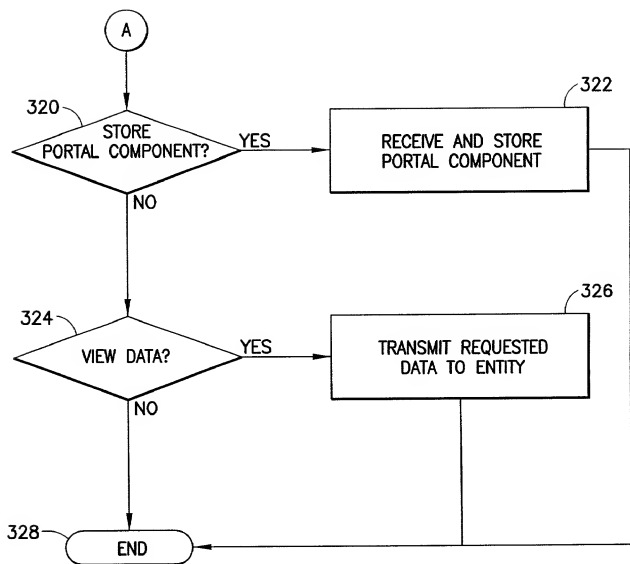 A
320
STORE
PORTAL COMPONENT?
YES
322
RECEIVE AND STORE
PORTAL COMPONENT
NO
324
VIEW DATA?
YES
326
TRANSMIT REQUESTED
DATA TO ENTITY
NO
328
END